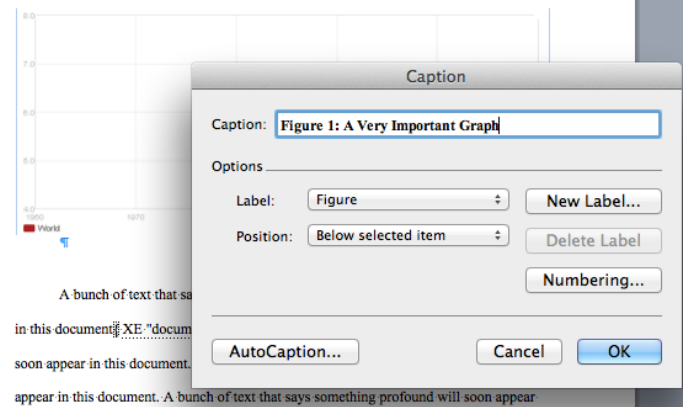 8.0
7.0
6.0
5.0
4.0
1960 1970
World
¶
Caption
Caption: Figure 1: A Very Important Graph
Options
Label: Figure New Label...
Position: Below selected item Delete Label
Numbering...
AutoCaption... Cancel OK
A·bunch·of·text·that·sa
in·this·document XE·"docum
soon·appear·in·this·document.
appear·in·this·document.·A·bunch·of·text·that·says·something·profound·will·soon·appear·